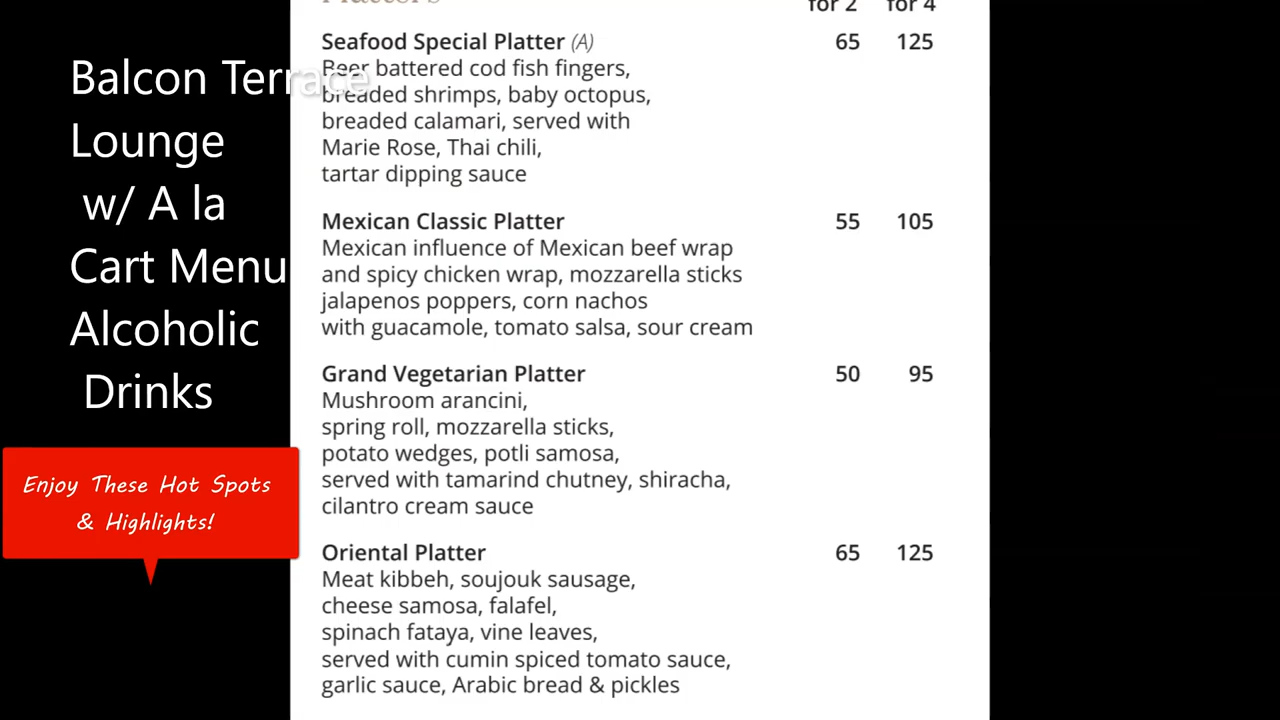 Platters
for 2 for 4
Seafood Special Platter (A) 65 125
Beer battered cod fish fingers,
breaded shrimps, baby octopus,
breaded calamari, served with
Marie Rose, Thai chili,
tartar dipping sauce
Mexican Classic Platter 55 105
Mexican influence of Mexican beef wrap
and spicy chicken wrap, mozzarella sticks
jalapenos poppers, corn nachos
with guacamole, tomato salsa, sour cream
Grand Vegetarian Platter 50 95
Mushroom arancini,
spring roll, mozzarella sticks,
potato wedges, potli samosa,
served with tamarind chutney, shiracha,
cilantro cream sauce
Oriental Platter 65 125
Meat kibbeh, soujouk sausage,
cheese samosa, falafel,
spinach fataya, vine leaves,
served with cumin spiced tomato sauce,
garlic sauce, Arabic bread & pickles
Balcon Terrace
Lounge
w/ A la
Cart Menu
Alcoholic
Drinks
Enjoy These Hot Spots
& Highlights!